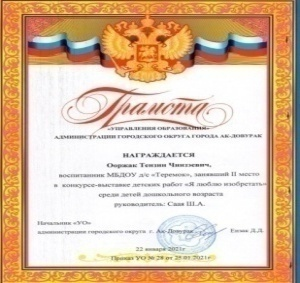 Грамота
«УПРАВЛЕНИЯ ОБРАЗОВАНИЯ»
АДМИНИСТРАЦИИ ГОРОДСКОГО ОКРУГА ГОРОДА АК-ДОВУРАК
НАГРАЖДАЕТСЯ
Ооржак Тензин Чинзиевич,
воспитанник МБДОУ д/с «Теремок», занявший II место
в конкурсе-выставке детских работ «Я люблю изобретать»
среди детей дошкольного возраста
руководитель: Саая Ш.А.
Начальник «УО»
администрации городского округа г. Ак-Довурак Д.Д.
22 января 2021г
Приказ УО № 28 от 25.01.2021г